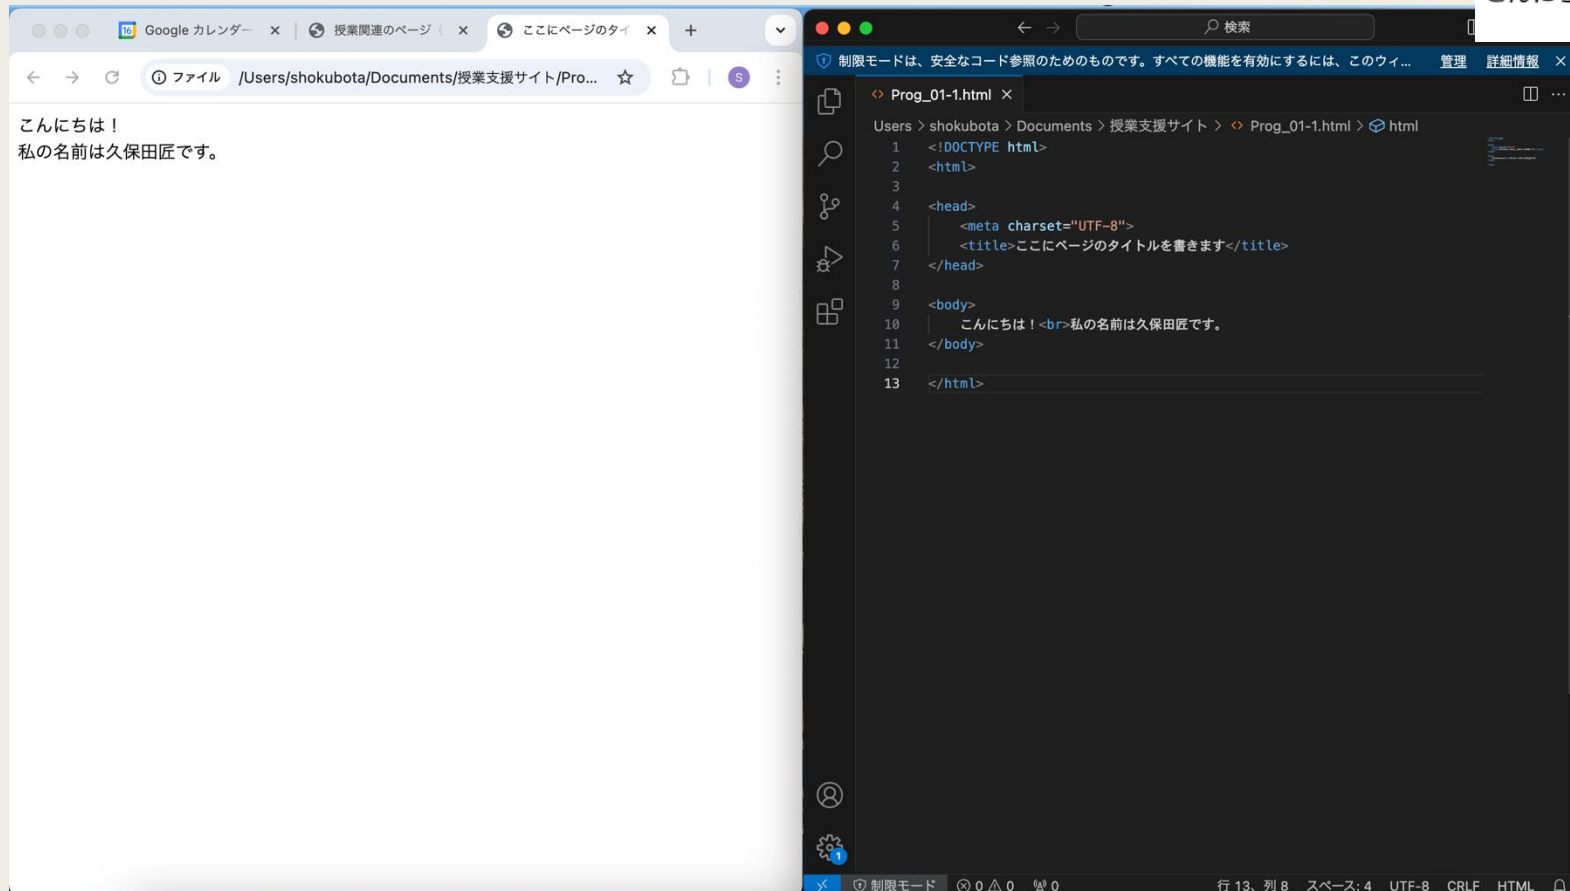 Google カレンダー
授業関連のページ（
ここにページのタイ
ファイル /Users/shokubota/Documents/授業支援サイト/Pro...
S
こんにちは！
私の名前は久保田匠です。
検索
制限モードは、安全なコード参照のためのものです。すべての機能を有効にするには、このウィ... 管理 詳細情報
Prog_01-1.html
Users > shokubota > Documents > 授業支援サイト > Prog_01-1.html > html
1 <!DOCTYPE html>
2 <html>
3
4 <head>
5 <meta charset="UTF-8">
6 <title>ここにページのタイトルを書きます</title>
7 </head>
8
9 <body>
10 こんにちは！<br>私の名前は久保田匠です。
11 </body>
12
13 </html>
1
制限モード 0 0 0 行 13、列 8 スペース: 4 UTF-8 CRLF HTML